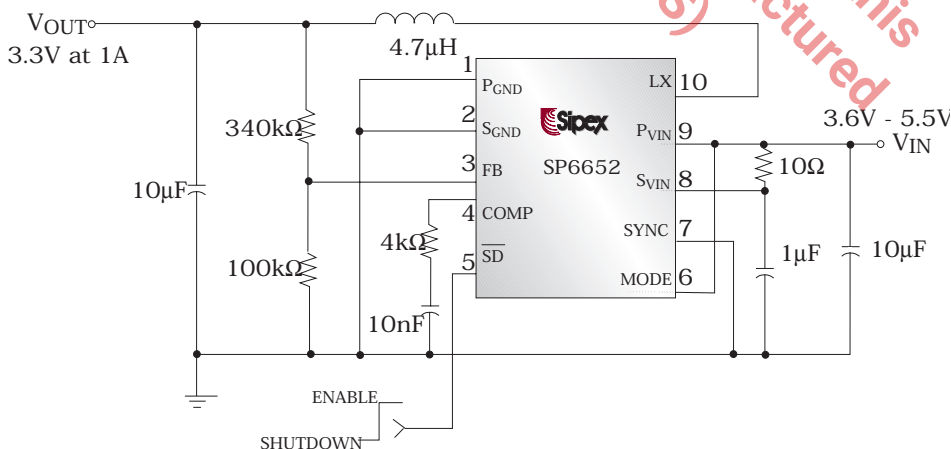 his
ctured
s)
VOUT
3.3V at 1A
4.7µH
340kΩ
10µF
100kΩ
4kΩ
10nF
1
PGND
2
SGND
3
FB
4
COMP
5
SD
Sipex
SP6652
LX
10
PVIN
9
SVIN
8
SYNC
7
MODE
6
3.6V - 5.5V
VIN
10Ω
1µF
10µF
ENABLE
SHUTDOWN